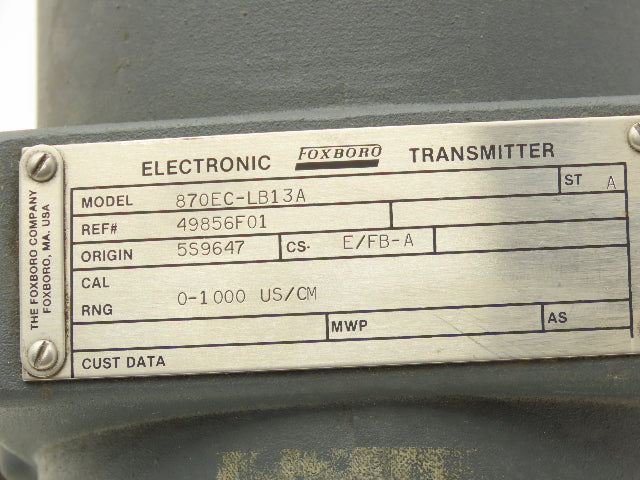 ELECTRONIC FOXBORO TRANSMITTER
MODEL 870EC-LB13A ST A
REF# 49856F01
ORIGIN 5S9647 CS- E/FB-A
CAL
RNG 0-1000 US/CM
MWP AS
CUST DATA
THE FOXBORO COMPANY
FOXBORO, MA. USA